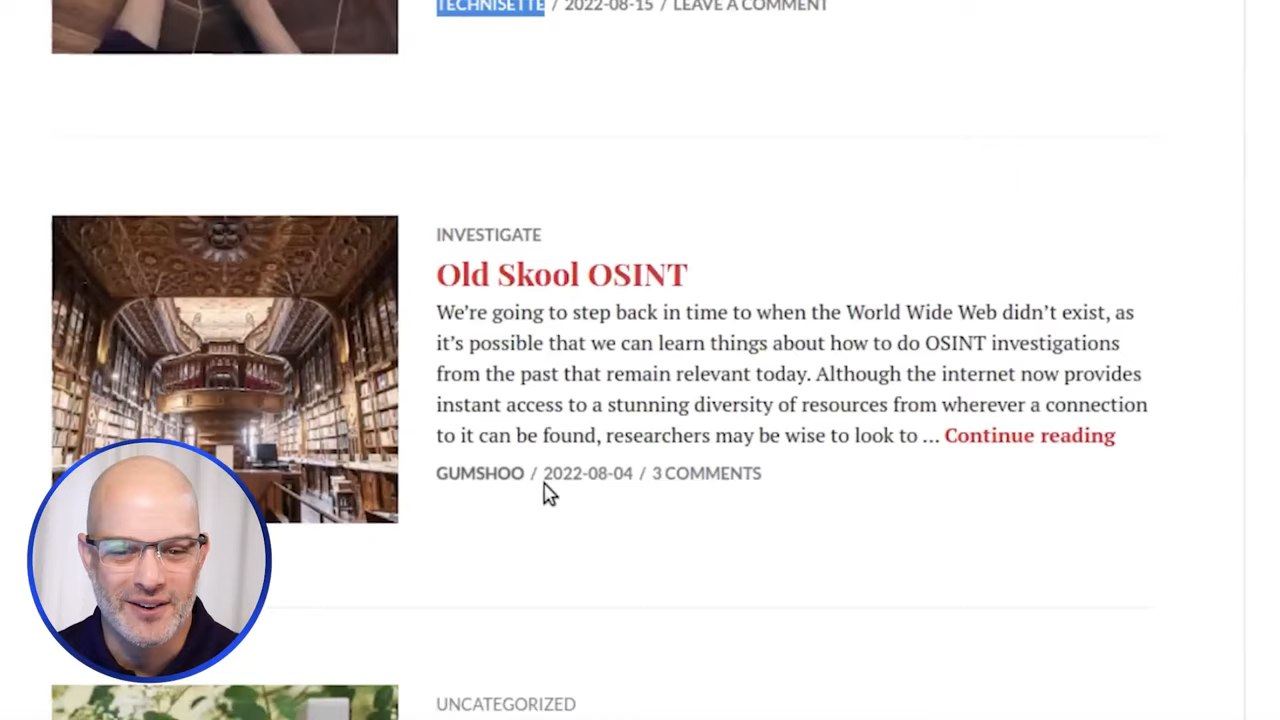 TECHNISETTE / 2022-08-15 / LEAVE A COMMENT
INVESTIGATE
Old Skool OSINT
We’re going to step back in time to when the World Wide Web didn’t exist, as
it’s possible that we can learn things about how to do OSINT investigations
from the past that remain relevant today. Although the internet now provides
instant access to a stunning diversity of resources from wherever a connection
to it can be found, researchers may be wise to look to … Continue reading
GUMSHOO / 2022-08-04 / 3 COMMENTS
UNCATEGORIZED